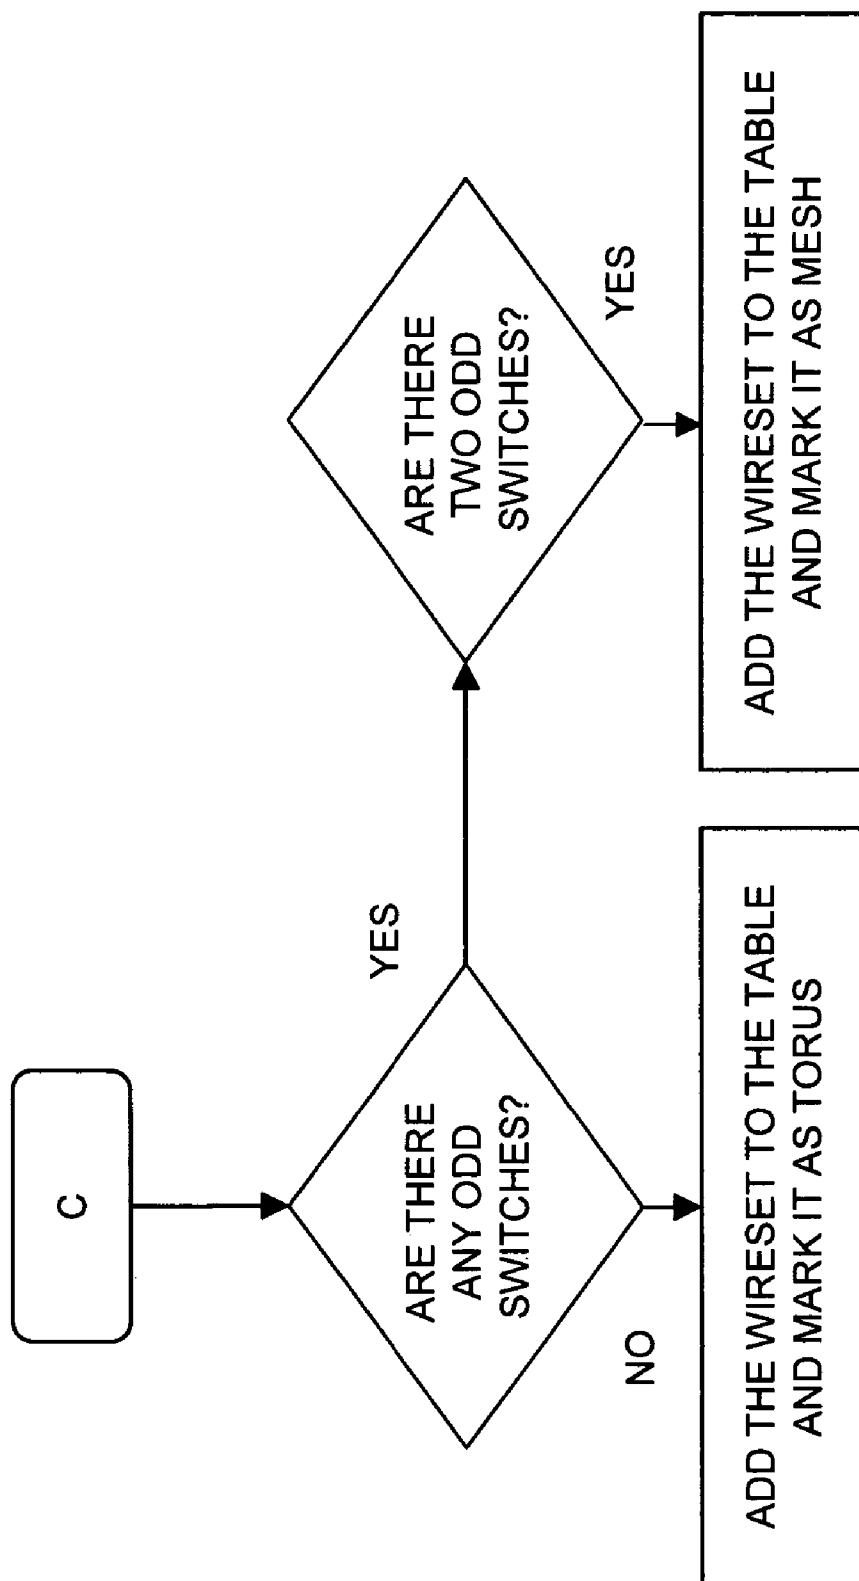 C
ARE THERE
ANY ODD
SWITCHES?
YES
NO
ARE THERE
TWO ODD
SWITCHES?
YES
ADD THE WIRESET TO THE TABLE
AND MARK IT AS TORUS
ADD THE WIRESET TO THE TABLE
AND MARK IT AS MESH